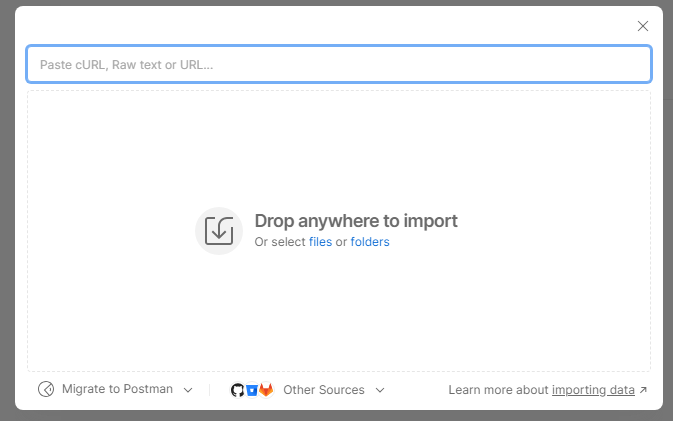 Paste cURL, Raw text or URL...
Drop anywhere to import
Or select files or folders
Migrate to Postman
Other Sources
Learn more about importing data ↗